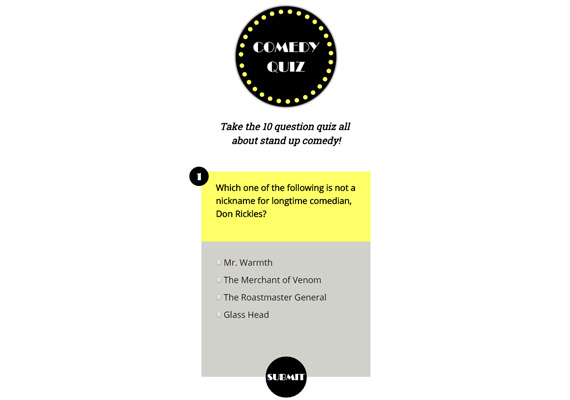 COMEDY
QUIZ
Take the 10 question quiz all
about stand up comedy!
1
Which one of the following is not a
nickname for longtime comedian,
Don Rickles?
Mr. Warmth
The Merchant of Venom
The Roastmaster General
Glass Head
SUBMIT